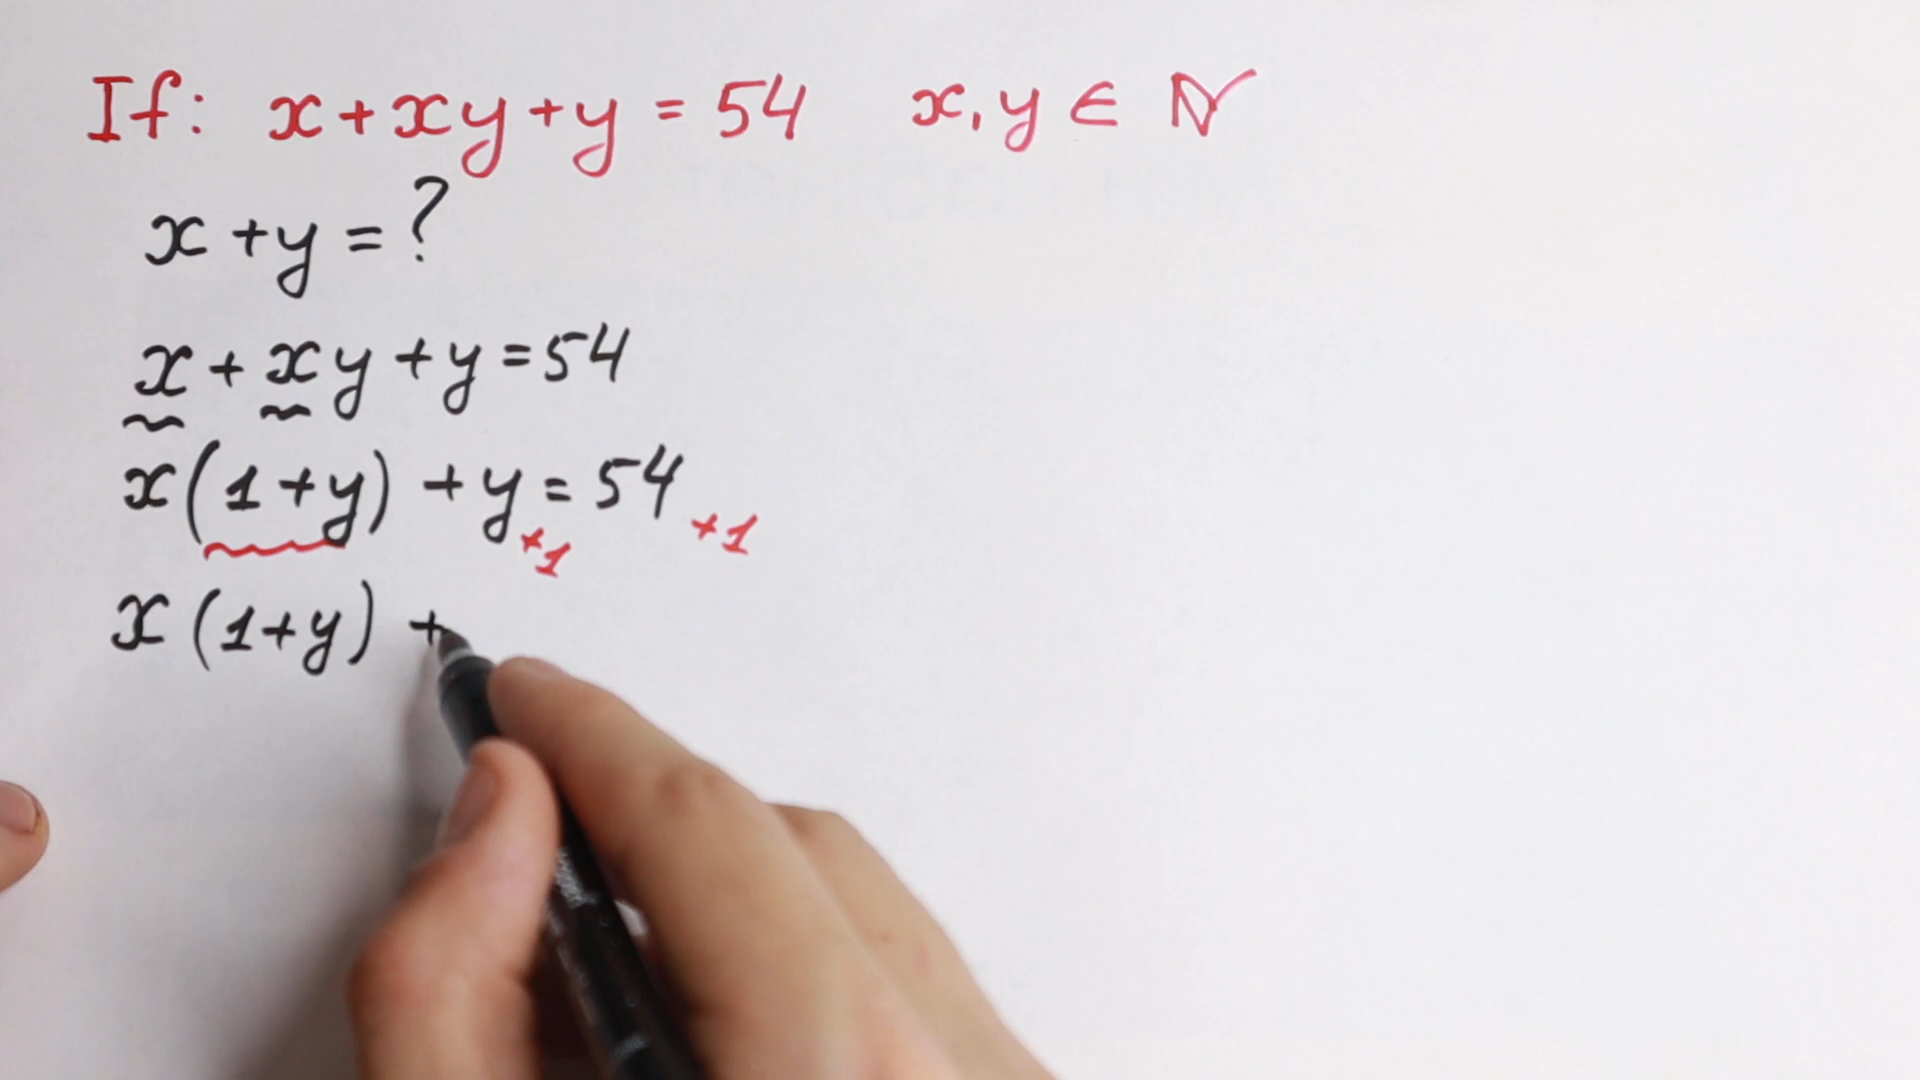 If: x+xy+y = 54 x,y ∈ ℕ
x+y=?
x+xy+y=54
x(1+y)+y=54
+1 +1
x(1+y) +